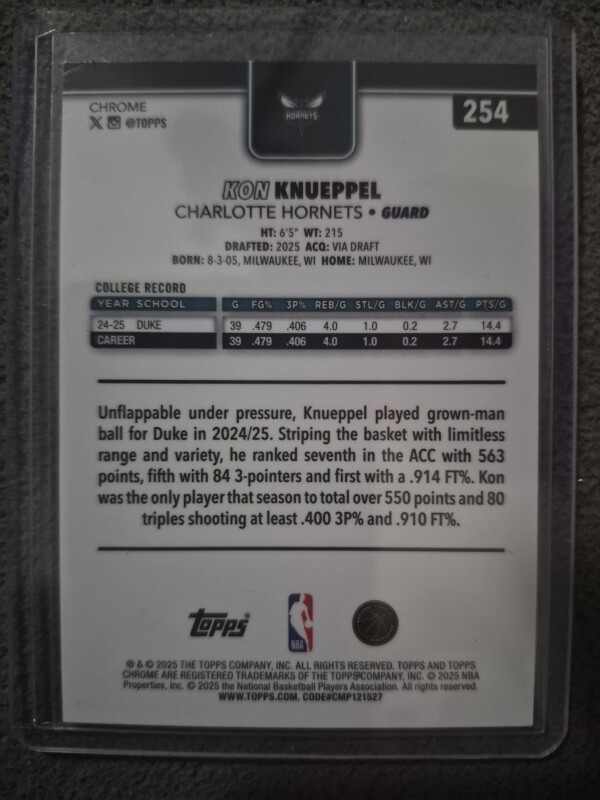 CHROME
@TOPPS
HORNETS
254
KON KNUEPPEL
CHARLOTTE HORNETS • GUARD
HT: 6'5" WT: 215
DRAFTED: 2025 ACQ: VIA DRAFT
BORN: 8-3-05, MILWAUKEE, WI HOME: MILWAUKEE, WI
COLLEGE RECORD
YEAR SCHOOL G FG% 3P% REB/G STL/G BLK/G AST/G PTS/G
24-25 DUKE 39 .479 .406 4.0 1.0 0.2 2.7 14.4
CAREER 39 .479 .406 4.0 1.0 0.2 2.7 14.4
Unflappable under pressure, Knueppel played grown-man
ball for Duke in 2024/25. Striping the basket with limitless
range and variety, he ranked seventh in the ACC with 563
points, fifth with 84 3-pointers and first with a .914 FT%. Kon
was the only player that season to total over 550 points and 80
triples shooting at least .400 3P% and .910 FT%.
Topps®
NBA
® & © 2025 THE TOPPS COMPANY, INC. ALL RIGHTS RESERVED. TOPPS AND TOPPS
CHROME ARE REGISTERED TRADEMARKS OF THE TOPPS COMPANY, INC. © 2025 NBA
Properties, Inc. © 2025 the National Basketball Players Association. All rights reserved.
WWW.TOPPS.COM. CODE#CMP121527